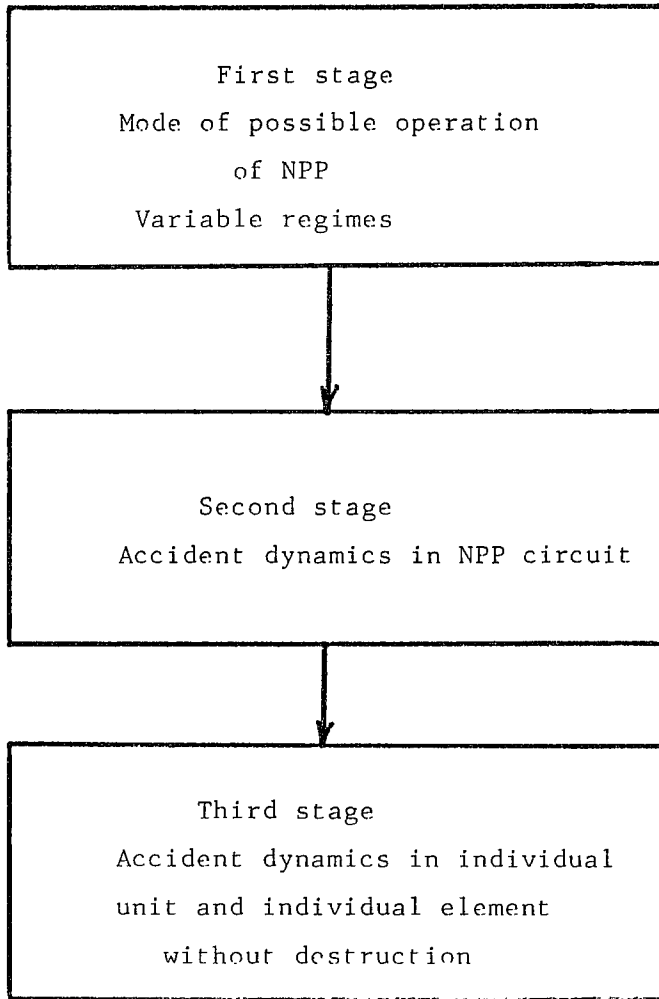 First stage
Mode of possible operation
of NPP
Variable regimes
Second stage
Accident dynamics in NPP circuit
Third stage
Accident dynamics in individual
unit and individual element
without destruction